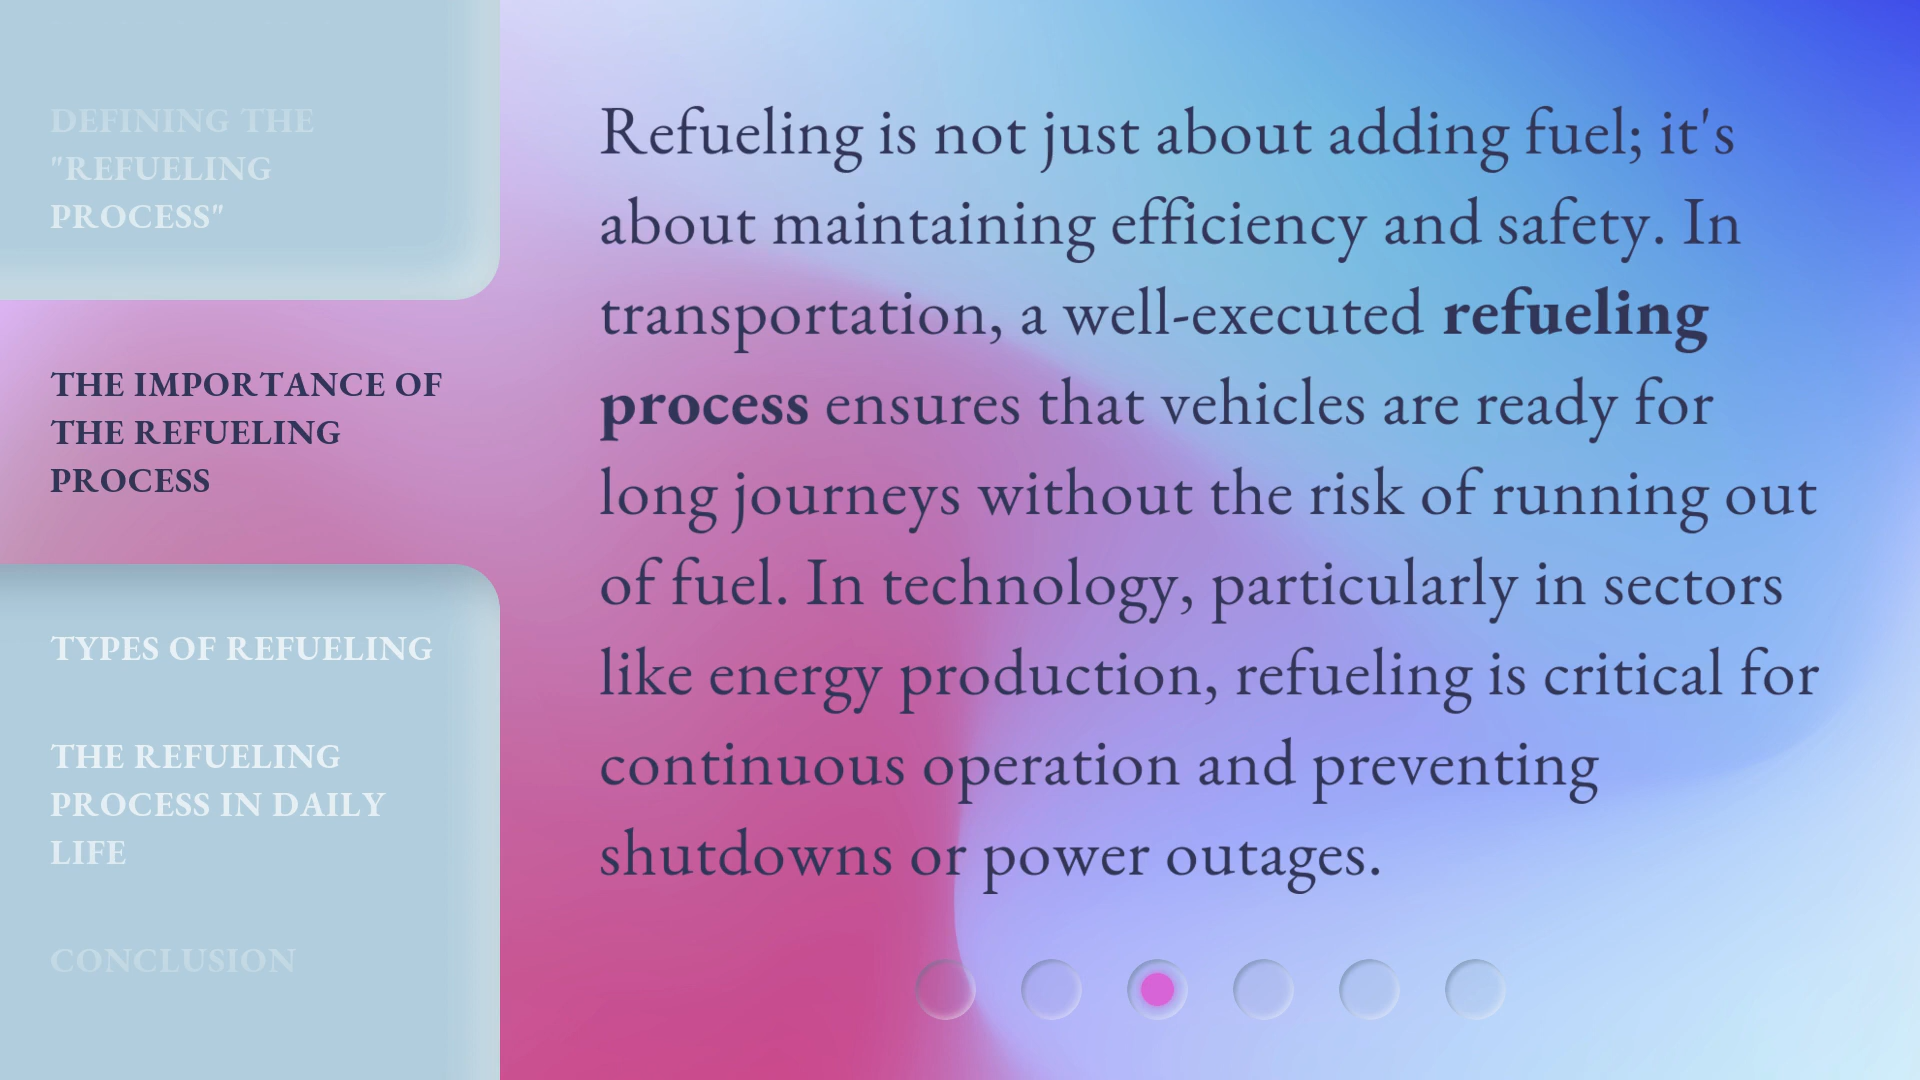 DEFINING THE
"REFUELING
PROCESS"
THE IMPORTANCE OF
THE REFUELING
PROCESS
TYPES OF REFUELING
THE REFUELING
PROCESS IN DAILY
LIFE
CONCLUSION
Refueling is not just about adding fuel; it's
about maintaining efficiency and safety. In
transportation, a well-executed refueling
process ensures that vehicles are ready for
long journeys without the risk of running out
of fuel. In technology, particularly in sectors
like energy production, refueling is critical for
continuous operation and preventing
shutdowns or power outages.